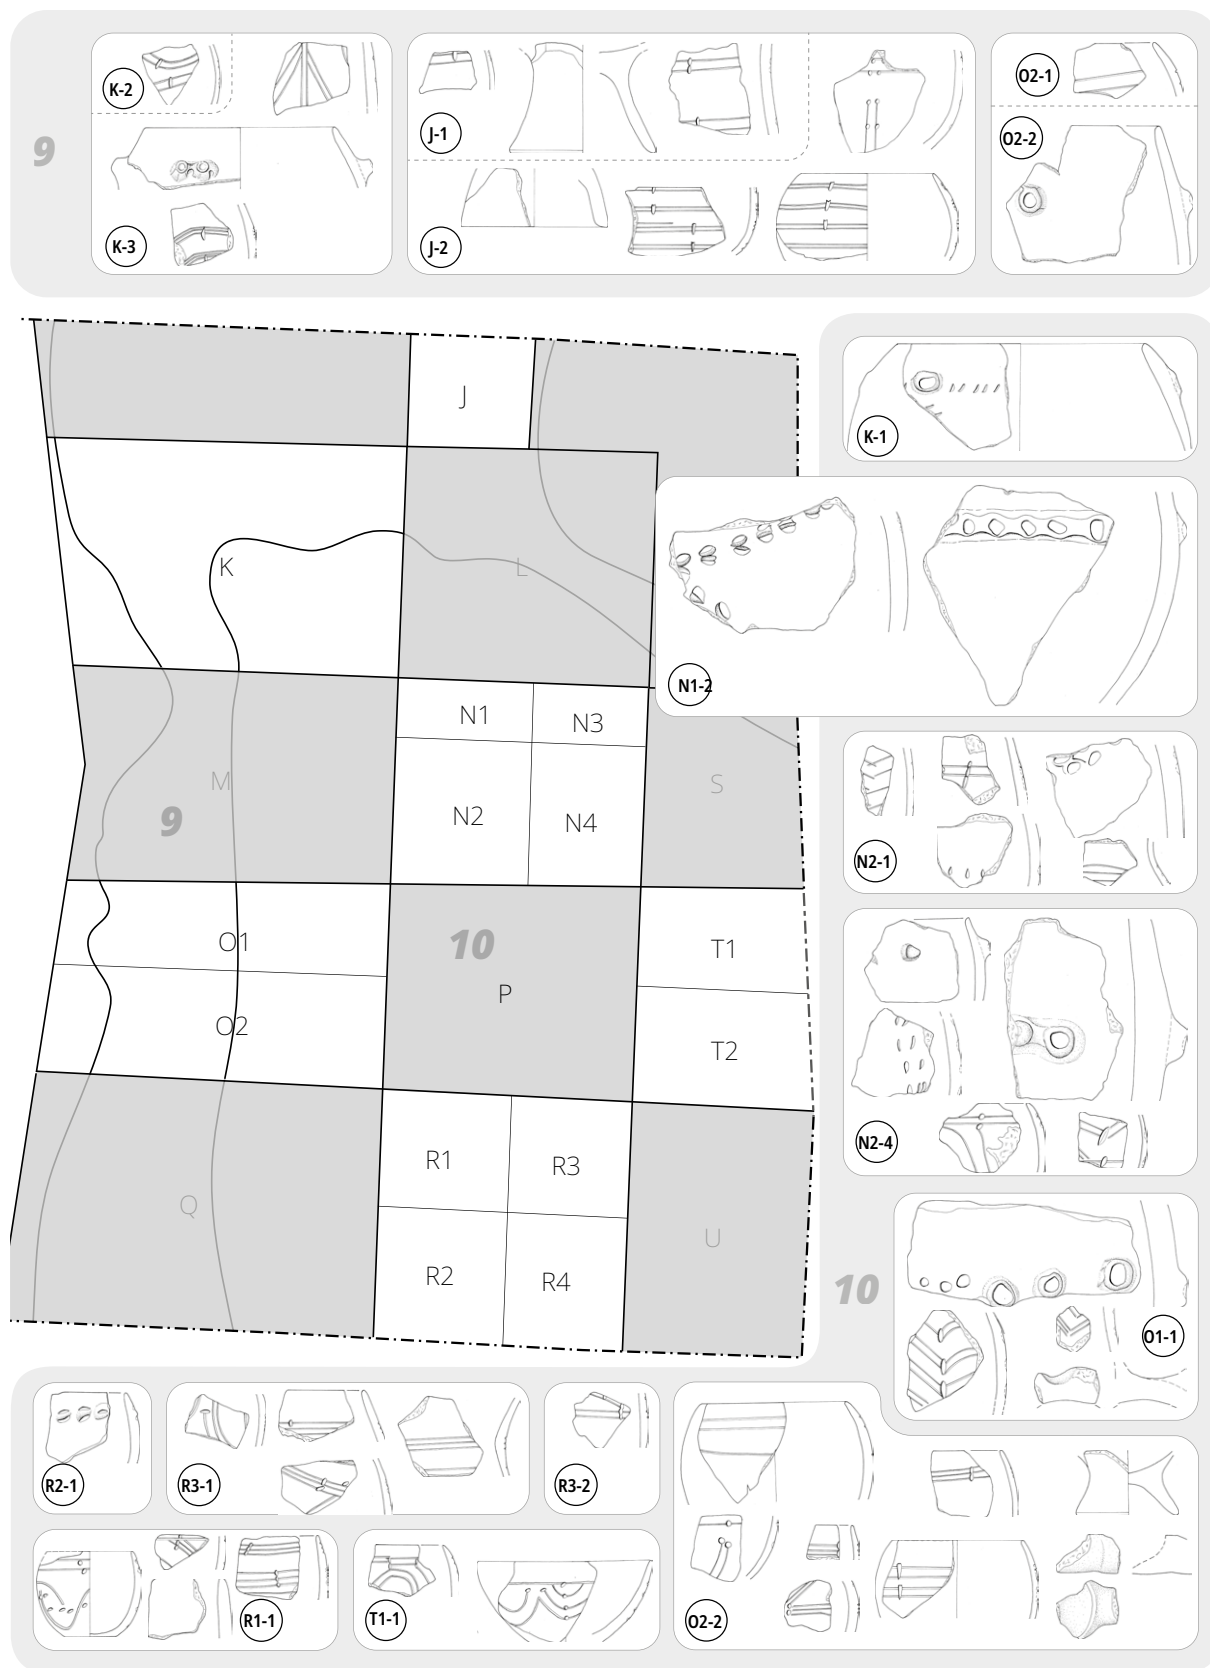 K-2
J-1
O2-1
O2-2
9
K-3
J-2
J
K-1
K
L
N1-2
N1
N3
M
S
9
N2
N4
N2-1
O1
10
T1
P
O2
T2
N2-4
R1
R3
Q
U
R2
R4
10
O1-1
R2-1
R3-1
R3-2
R1-1
T1-1
O2-2